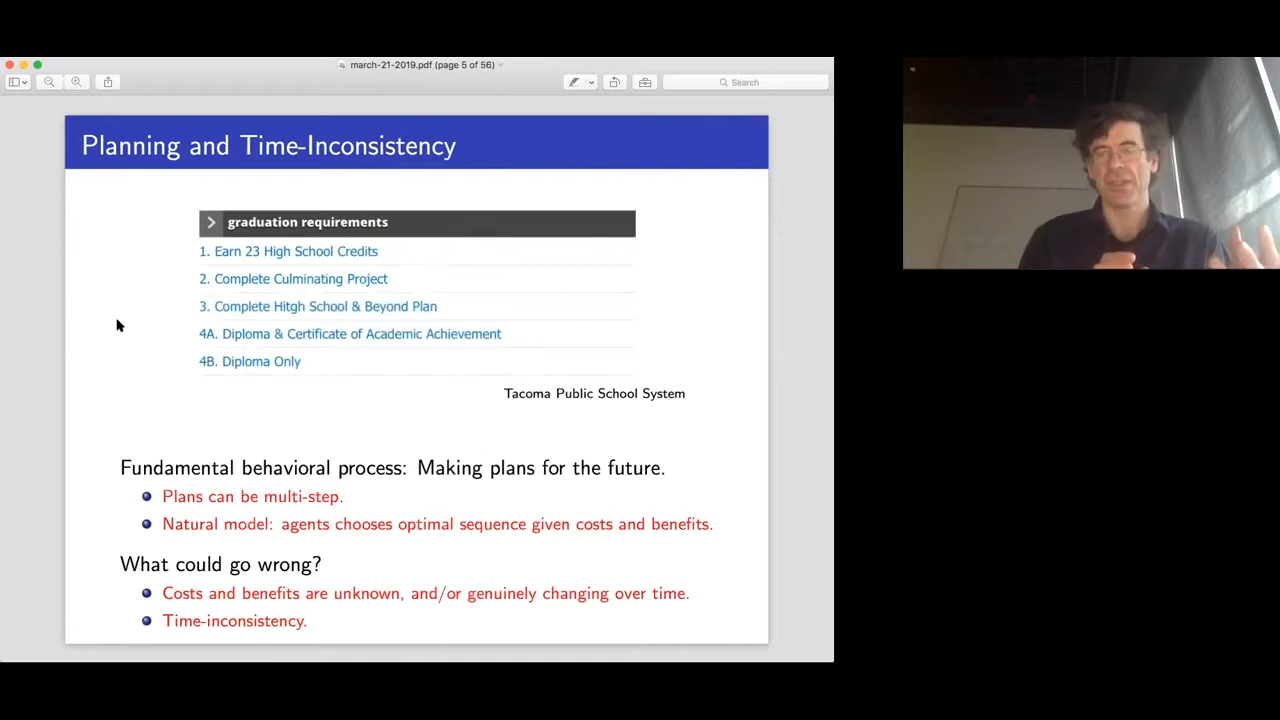 march-21-2019.pdf (page 5 of 56)
Search
Planning and Time-Inconsistency
graduation requirements
1. Earn 23 High School Credits
2. Complete Culminating Project
3. Complete Hitgh School & Beyond Plan
4A. Diploma & Certificate of Academic Achievement
4B. Diploma Only
Tacoma Public School System
Fundamental behavioral process: Making plans for the future.
Plans can be multi-step.
Natural model: agents chooses optimal sequence given costs and benefits.
What could go wrong?
Costs and benefits are unknown, and/or genuinely changing over time.
Time-inconsistency.